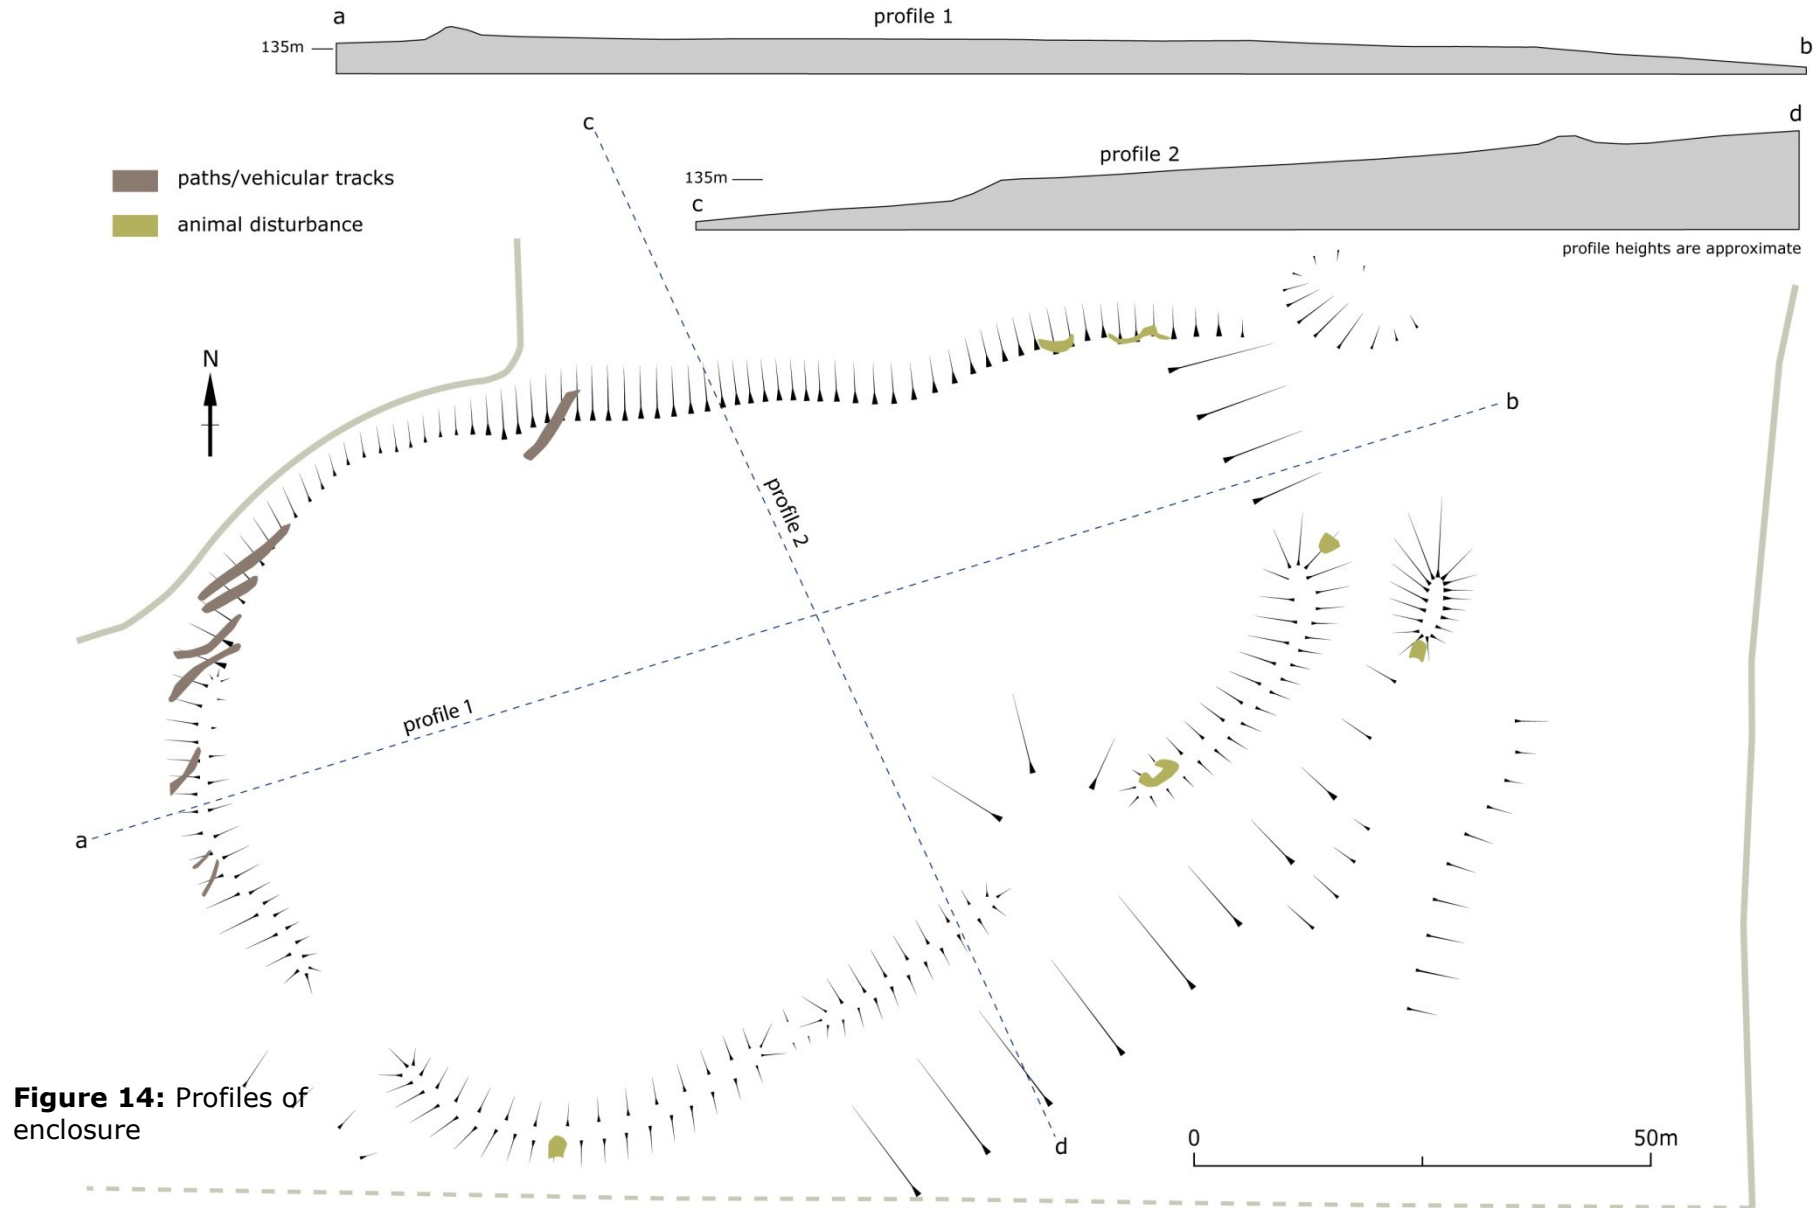 a
profile 1
135m
b
c
d
profile 2
135m
c
paths/vehicular tracks
animal disturbance
profile heights are approximate
N
b
profile 2
profile 1
a
Figure 14: Profiles of
enclosure
d
0
50m